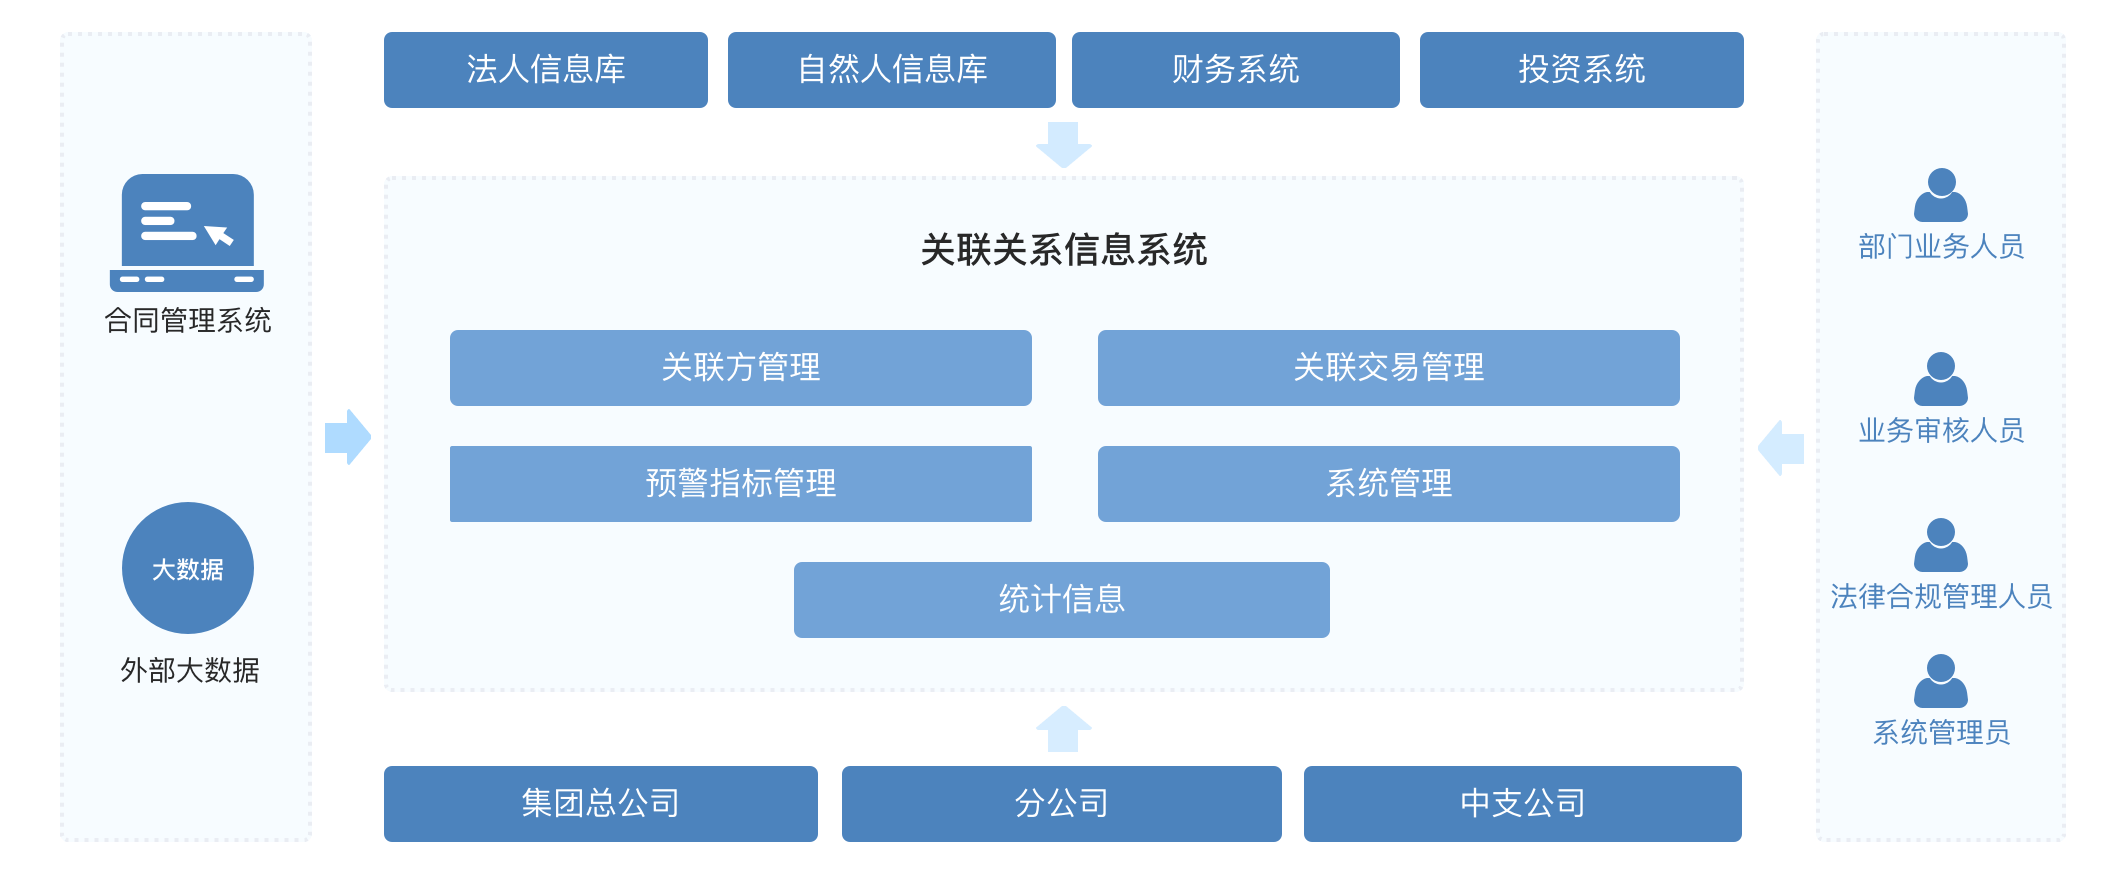 法人信息库
自然人信息库
财务系统
投资系统
合同管理系统
大数据
外部大数据
关联关系信息系统
关联方管理
关联交易管理
预警指标管理
系统管理
统计信息
部门业务人员
业务审核人员
法律合规管理人员
系统管理员
集团总公司
分公司
中支公司